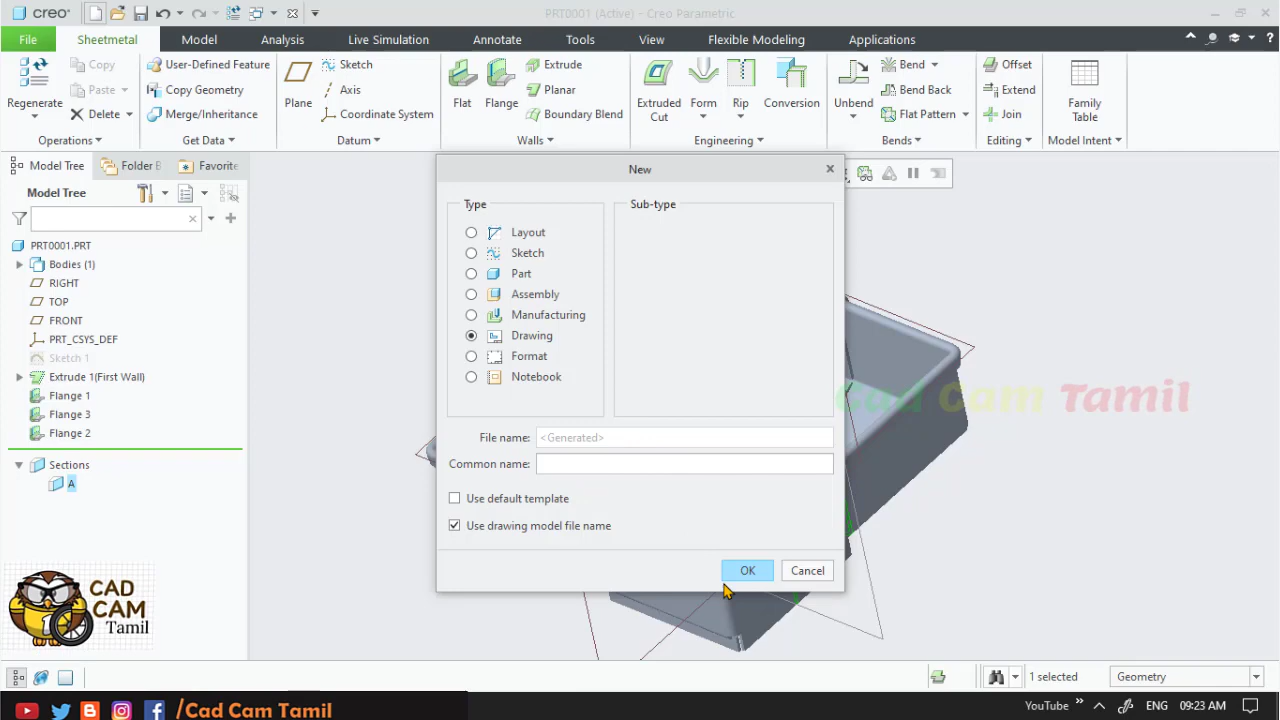 creo
PRT0001 (Active) - Creo Parametric
File Sheetmetal Model Analysis Live Simulation Annotate Tools View Flexible Modeling Applications
Regenerate Copy Paste Delete
User-Defined Feature Copy Geometry Merge/Inheritance
Plane Sketch Axis Coordinate System
Flat Flange Extrude Planar Boundary Blend
Extruded Cut Form Rip Conversion
Unbend Bend Bend Back Flat Pattern
Offset Extend Join
Family Table
Operations Get Data Datum Walls Engineering Bends Editing Model Intent
Model Tree Folder B Favorite
Model Tree
PRT0001.PRT
Bodies (1)
RIGHT
TOP
FRONT
PRT_CSYS_DEF
Sketch 1
Extrude 1(First Wall)
Flange 1
Flange 3
Flange 2
Sections
A
New
Type Sub-type
Layout
Sketch
Part
Assembly
Manufacturing
Drawing
Format
Notebook
File name: <Generated>
Common name:
Use default template
Use drawing model file name
OK Cancel
Cad Cam Tamil
CAD
CAM
Tamil
1 selected Geometry
/Cad Cam Tamil
YouTube ENG 09:23 AM